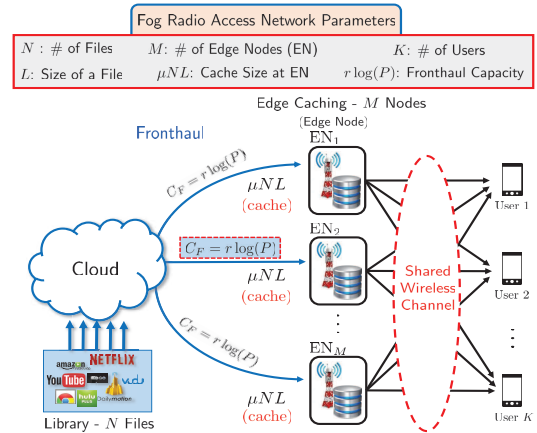 Fog Radio Access Network Parameters
N : # of Files M: # of Edge Nodes (EN) K: # of Users
L: Size of a File μNL: Cache Size at EN r log(P): Fronthaul Capacity
Edge Caching - M Nodes
(Edge Node)
Fronthaul
EN₁
C_F = r log(P)
μNL
(cache)
User 1
EN₂
C_F = r log(P)
μNL
(cache)
Cloud
Shared
Wireless
Channel
User 2
C_F = r log(P)
EN_M
μNL
(cache)
User K
amazon
NETFLIX
YouTube
hulu
Dailymotion
Library - N Files